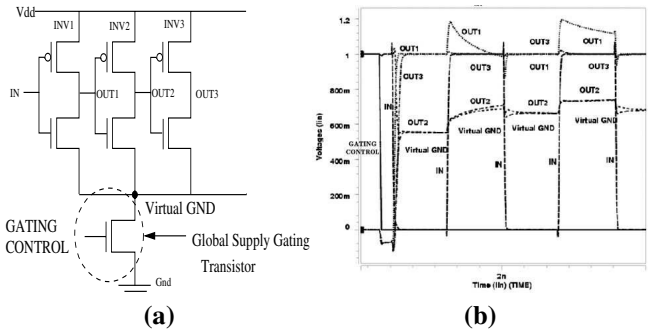 Vdd
INV1 INV2 INV3
IN
OUT1 OUT2 OUT3
Virtual GND
GATING
CONTROL
Global Supply Gating
Transistor
Gnd
(a)
Voltages (lin)
1.2
1
800m
600m
400m
200m
0
OUT1 OUT1 OUT3 OUT1
OUT3 OUT3 OUT1 OUT3
IN
OUT2 OUT2 OUT2 OUT2
Virtual GND Virtual GND Virtual GND
GATING
CONTROL
IN IN IN
2n
Time (lin) (TIME)
(b)